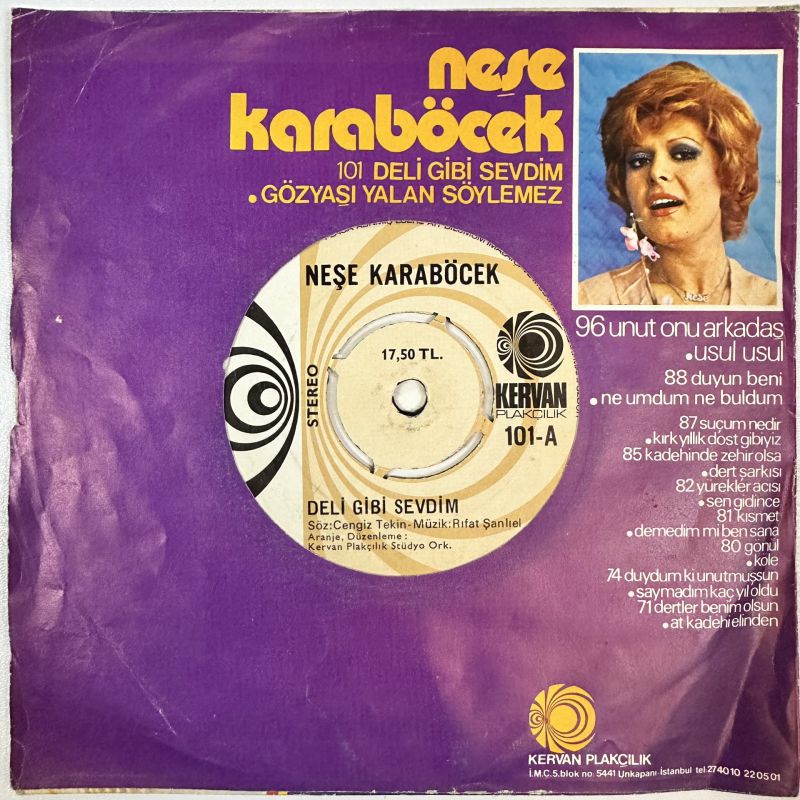 neşe
karaböcek
101 DELİ GİBİ SEVDİM
• GÖZYAŞI YALAN SÖYLEMEZ
NEŞE KARABÖCEK
17,50 TL.
STEREO
KERVAN
PLAKÇILIK
101-A
DELİ GİBİ SEVDİM
Söz:Cengiz Tekin-Müzik:Rıfat Şanlıel
Aranje, Düzenleme :
Kervan Plakçılık Stüdyo Ork.
neşe
96 unut onu arkadaş
• usul usul
88 duyun beni
• ne umdum ne buldum
87 suçum nedir
• kırk yıllık dost gibiyiz
85 kadehinde zehir olsa
• dert şarkısı
82 yürekler acısı
• sen gidince
81 kısmet
• demedim mi ben sana
80 gönül
• köle
74 duydum ki unutmuşsun
• saymadım kaç yıl oldu
71 dertler benim olsun
• at kadehi elinden
KERVAN PLAKÇILIK
İ.M.Ç.5.blok no: 5441 Unkapanı-İstanbul tel:274010 220501